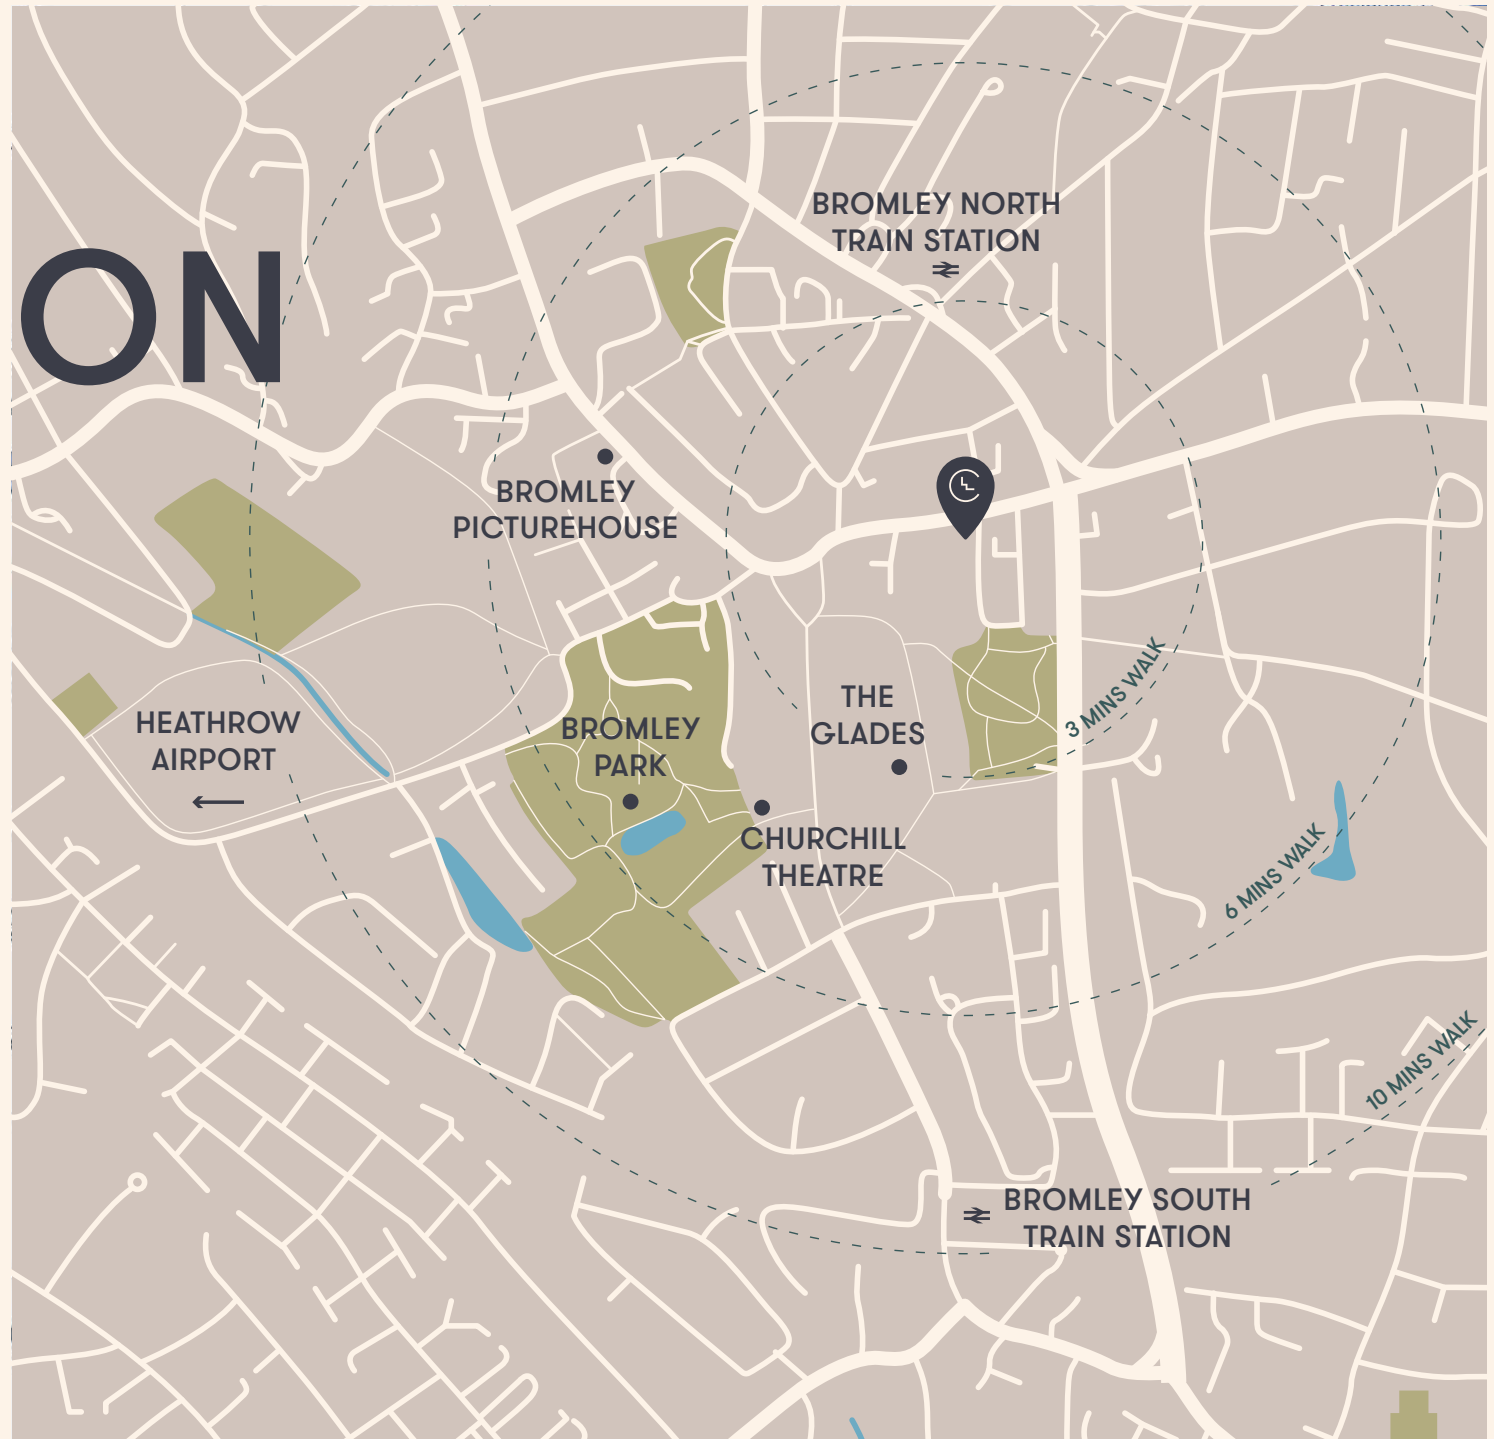 BROMLEY NORTH
TRAIN STATION
ON
BROMLEY
PICTUREHOUSE
3 MINS WALK
THE
GLADES
HEATHROW
AIRPORT
BROMLEY
PARK
CHURCHILL
THEATRE
6 MINS WALK
10 MINS WALK
BROMLEY SOUTH
TRAIN STATION